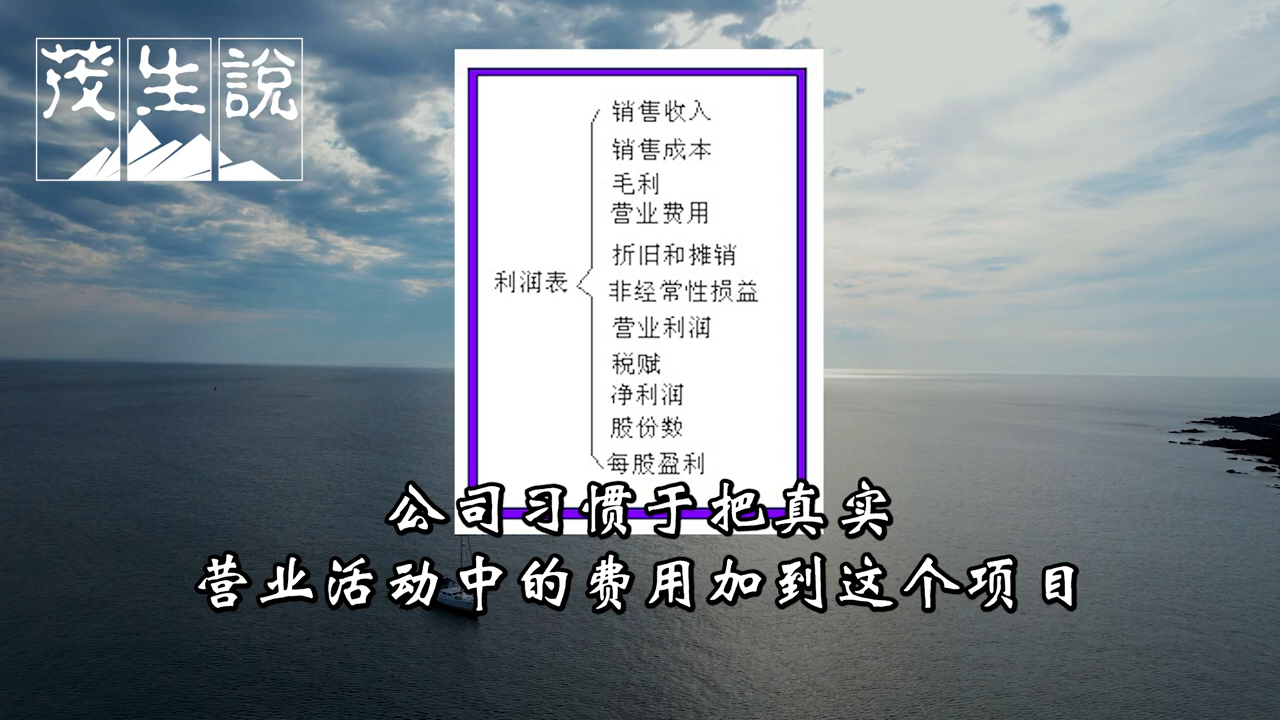 茂生説
销售收入
销售成本
毛利
营业费用
折旧和摊销
利润表
非经常性损益
营业利润
税赋
净利润
股份数
每股盈利
公司习惯于把真实
营业活动中的费用加到这个项目